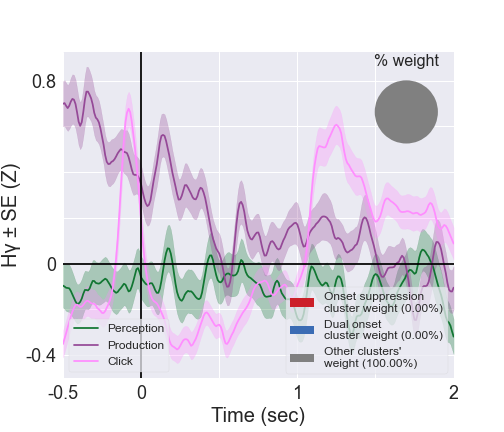 % weight
Hγ ± SE (Z)
0.8
0
-0.4
Perception
Production
Click
Onset suppression
cluster weight (0.00%)
Dual onset
cluster weight (0.00%)
Other clusters'
weight (100.00%)
-0.5 0 1 2
Time (sec)